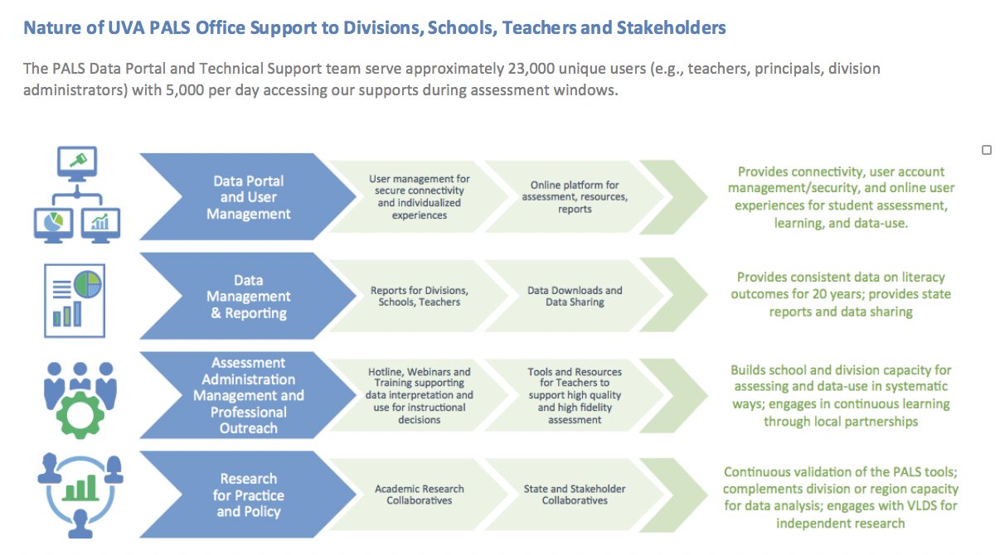 Nature of UVA PALS Office Support to Divisions, Schools, Teachers and Stakeholders
The PALS Data Portal and Technical Support team serve approximately 23,000 unique users (e.g., teachers, principals, division
administrators) with 5,000 per day accessing our supports during assessment windows.
Data Portal
and User
Management
User management for
secure connectivity
and individualized
experiences
Online platform for
assessment, resources,
reports
Provides connectivity, user account
management/security, and online user
experiences for student assessment,
learning, and data-use.
Data
Management
& Reporting
Reports for Divisions,
Schools, Teachers
Data Downloads and
Data Sharing
Provides consistent data on literacy
outcomes for 20 years; provides state
reports and data sharing
Assessment
Administration
Management and
Professional
Outreach
Hotline, Webinars and
Training supporting
data interpretation and
use for instructional
decisions
Tools and Resources
for Teachers to
support high quality
and high fidelity
assessment
Builds school and division capacity for
assessing and data-use in systematic
ways; engages in continuous learning
through local partnerships
Research
for Practice
and Policy
Academic Research
Collaboratives
State and Stakeholder
Collaboratives
Continuous validation of the PALS tools;
complements division or region capacity
for data analysis; engages with VLDS for
independent research